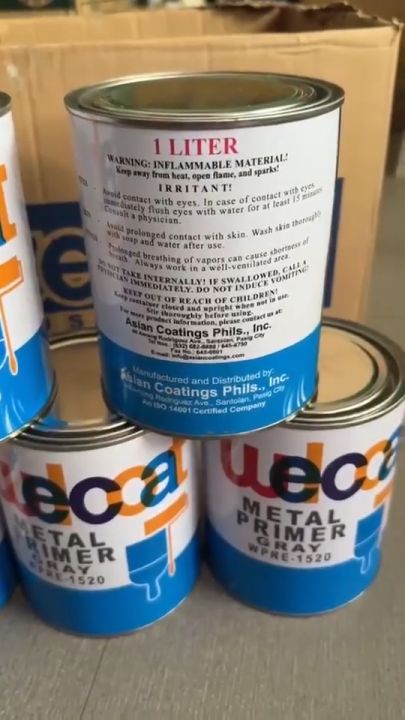 1 LITER
WARNING: INFLAMMABLE MATERIAL!
Keep away from heat, open flame, and sparks!
IRRITANT!
Avoid contact with eyes. In case of contact with eyes,
immediately flush eyes with water for at least 15 minutes.
Consult a physician.
Avoid prolonged contact with skin. Wash skin thoroughly
with soap and water after use.
Prolonged breathing of vapors can cause shortness of
breath. Always work in a well-ventilated area.
DO NOT TAKE INTERNALLY! IF SWALLOWED, CALL A
PHYSICIAN IMMEDIATELY. DO NOT INDUCE VOMITING!
KEEP OUT OF REACH OF CHILDREN!
Keep container closed and upright when not in use.
Stir thoroughly before using.
For more product information, please contact us at:
Asian Coatings Phils., Inc.
Rodriguez Ave., Santolan, Pasig City
E-mail: info@asiancoatings.com
Manufactured and Distributed by:
Asian Coatings Phils., Inc.
Rodriguez Ave., Santolan, Pasig City
An ISO 14001 Certified Company
welcoat
METAL
PRIMER
GRAY
WPRE-1520
welcoat
METAL
PRIMER
GRAY
WPRE-1520